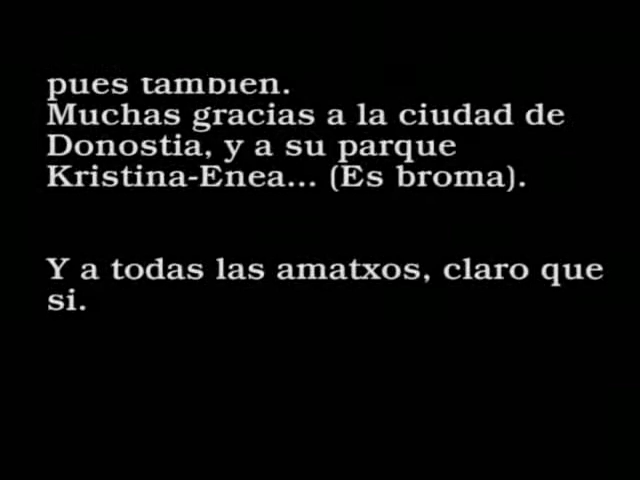 pues tambien.
Muchas gracias a la ciudad de
Donostia, y a su parque
Kristina-Enea... (Es broma).
Y a todas las amatxos, claro que
si.